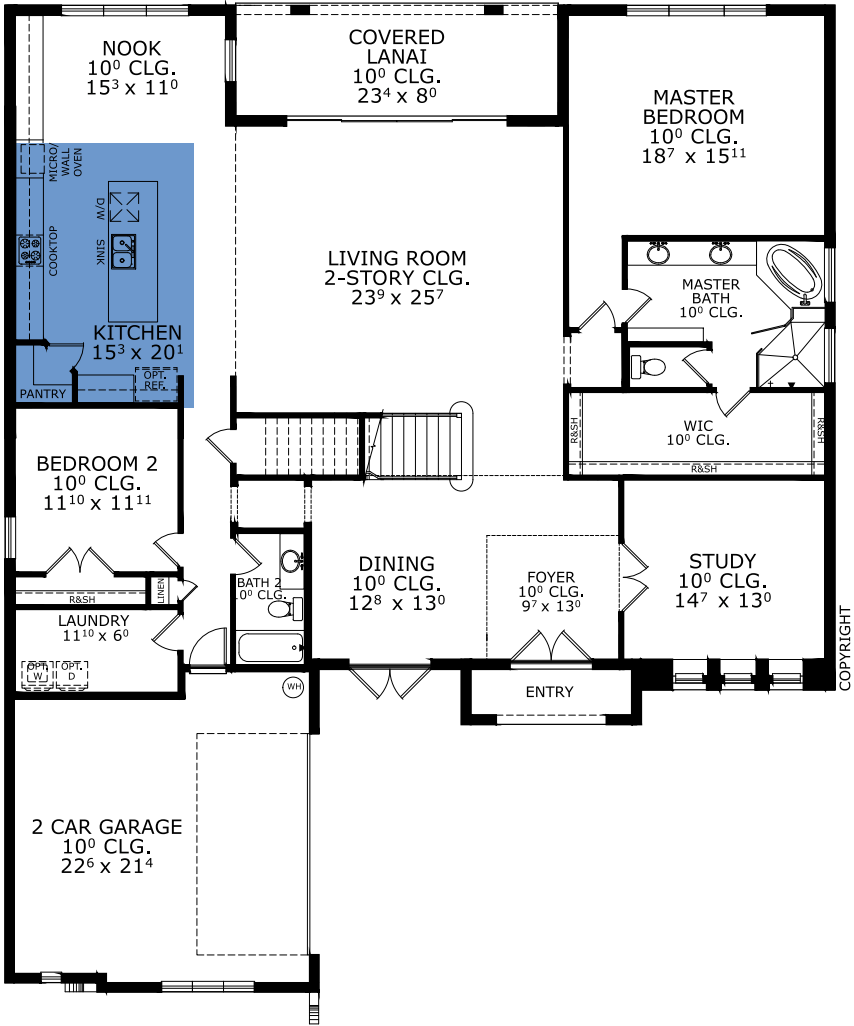 NOOK
10⁰ CLG.
15³ x 11⁰
COVERED
LANAI
10⁰ CLG.
23⁴ x 8⁰
MASTER
BEDROOM
10⁰ CLG.
18⁷ x 15¹¹
MICRO/
WALL
OVEN
D/W
SINK
COOKTOP
KITCHEN
15³ x 20¹
OPT.
REF.
PANTRY
LIVING ROOM
2-STORY CLG.
23⁹ x 25⁷
MASTER
BATH
10⁰ CLG.
WIC
10⁰ CLG.
R&SH
R&SH
R&SH
BEDROOM 2
10⁰ CLG.
11¹⁰ x 11¹¹
R&SH
LINEN
LAUNDRY
11¹⁰ x 6⁰
OPT.
W
OPT.
D
BATH 2
0⁰ CLG.
DINING
10⁰ CLG.
12⁸ x 13⁰
FOYER
10⁰ CLG.
9⁷ x 13⁰
STUDY
10⁰ CLG.
14⁷ x 13⁰
ENTRY
WH
2 CAR GARAGE
10⁰ CLG.
22⁶ x 21⁴
COPYRIGHT